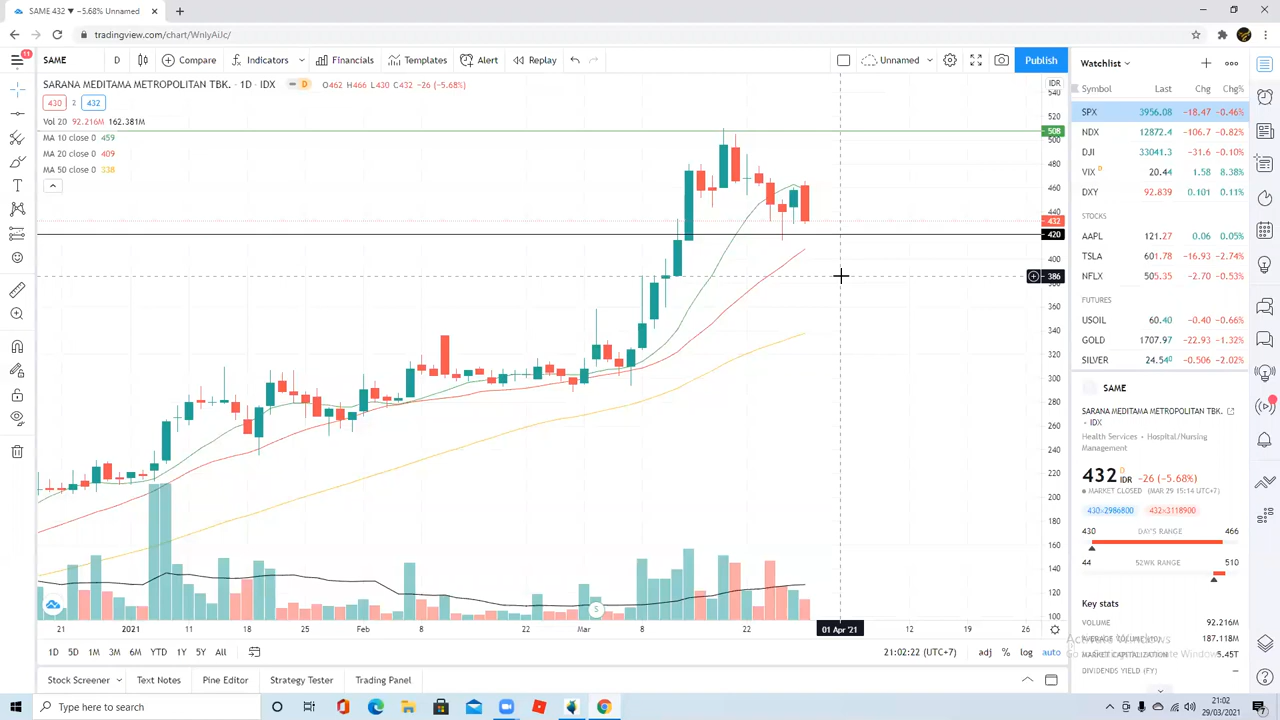 SAME 432 ▼ −5.68% Unnamed
tradingview.com/chart/WnIyAiJc/
11
SAME D Compare Indicators Financials Templates Alert Replay Unnamed Publish
SARANA MEDITAMA METROPOLITAN TBK. · 1D · IDX D O462 H466 L430 C432 −26 (−5.68%)
430 2 432
Vol 20 92.216M 162.381M
MA 10 close 0 459
MA 20 close 0 409
MA 50 close 0 338
IDR
540
520
508
500
480
460
440
432
420
400
386
380
360
340
320
300
280
260
240
220
200
180
160
140
120
100
S
21 2021 11 18 25 Feb 8 22 Mar 8 22 01 Apr '21 12 19 26
1D 5D 1M 3M 6M YTD 1Y 5Y All 21:02:22 (UTC+7) adj % log auto
Stock Screener Text Notes Pine Editor Strategy Tester Trading Panel
Watchlist
Symbol Last Chg Chg%
SPX 3956.08 −18.47 −0.46%
NDX 12872.4 −106.7 −0.82%
DJI 33041.3 −31.6 −0.10%
VIX D 20.44 1.58 8.38%
DXY 92.839 0.101 0.11%
STOCKS
AAPL 121.27 0.06 0.05%
TSLA 601.78 −16.93 −2.74%
NFLX 505.35 −2.70 −0.53%
FUTURES
USOIL 60.40 −0.40 −0.66%
GOLD 1707.97 −22.93 −1.32%
SILVER 24.540 −0.506 −2.02%
SAME
SARANA MEDITAMA METROPOLITAN TBK.
· IDX
Health Services · Hospital/Nursing
Management
432 D IDR −26 (−5.68%)
MARKET CLOSED (MAR 29 15:14 UTC+7)
430×2986800 432×3118900
430 DAY'S RANGE 466
44 52WK RANGE 510
Key stats
VOLUME 92.216M
AVERAGE VOLUME 187.118M
MARKET CAPITALIZATION 5.45T
DIVIDENDS YIELD (FY) —
Activate Windows
Type here to search
21:02
29/03/2021
7